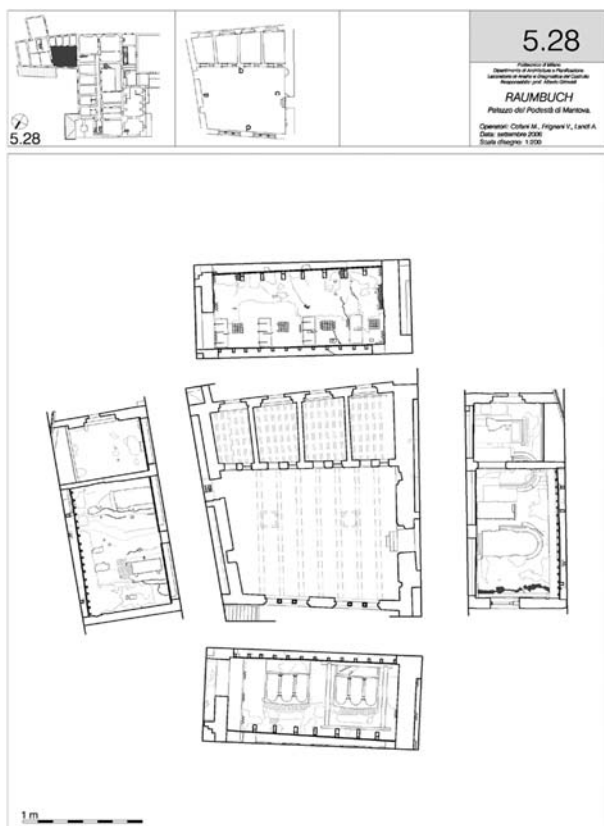 5.28
5.28
Politecnico di Milano
Dipartimento di Architettura e Pianificazione
Laboratorio di Analisi e Diagnostica del Costruito
Responsabile: prof. Alberto Grimoldi
RAUMBUCH
Palazzo del Podestà di Mantova.
Operatori: Cofani M., Frigneni V., Landi A.
Data: settembre 2006
Scala disegno: 1:200
1 m